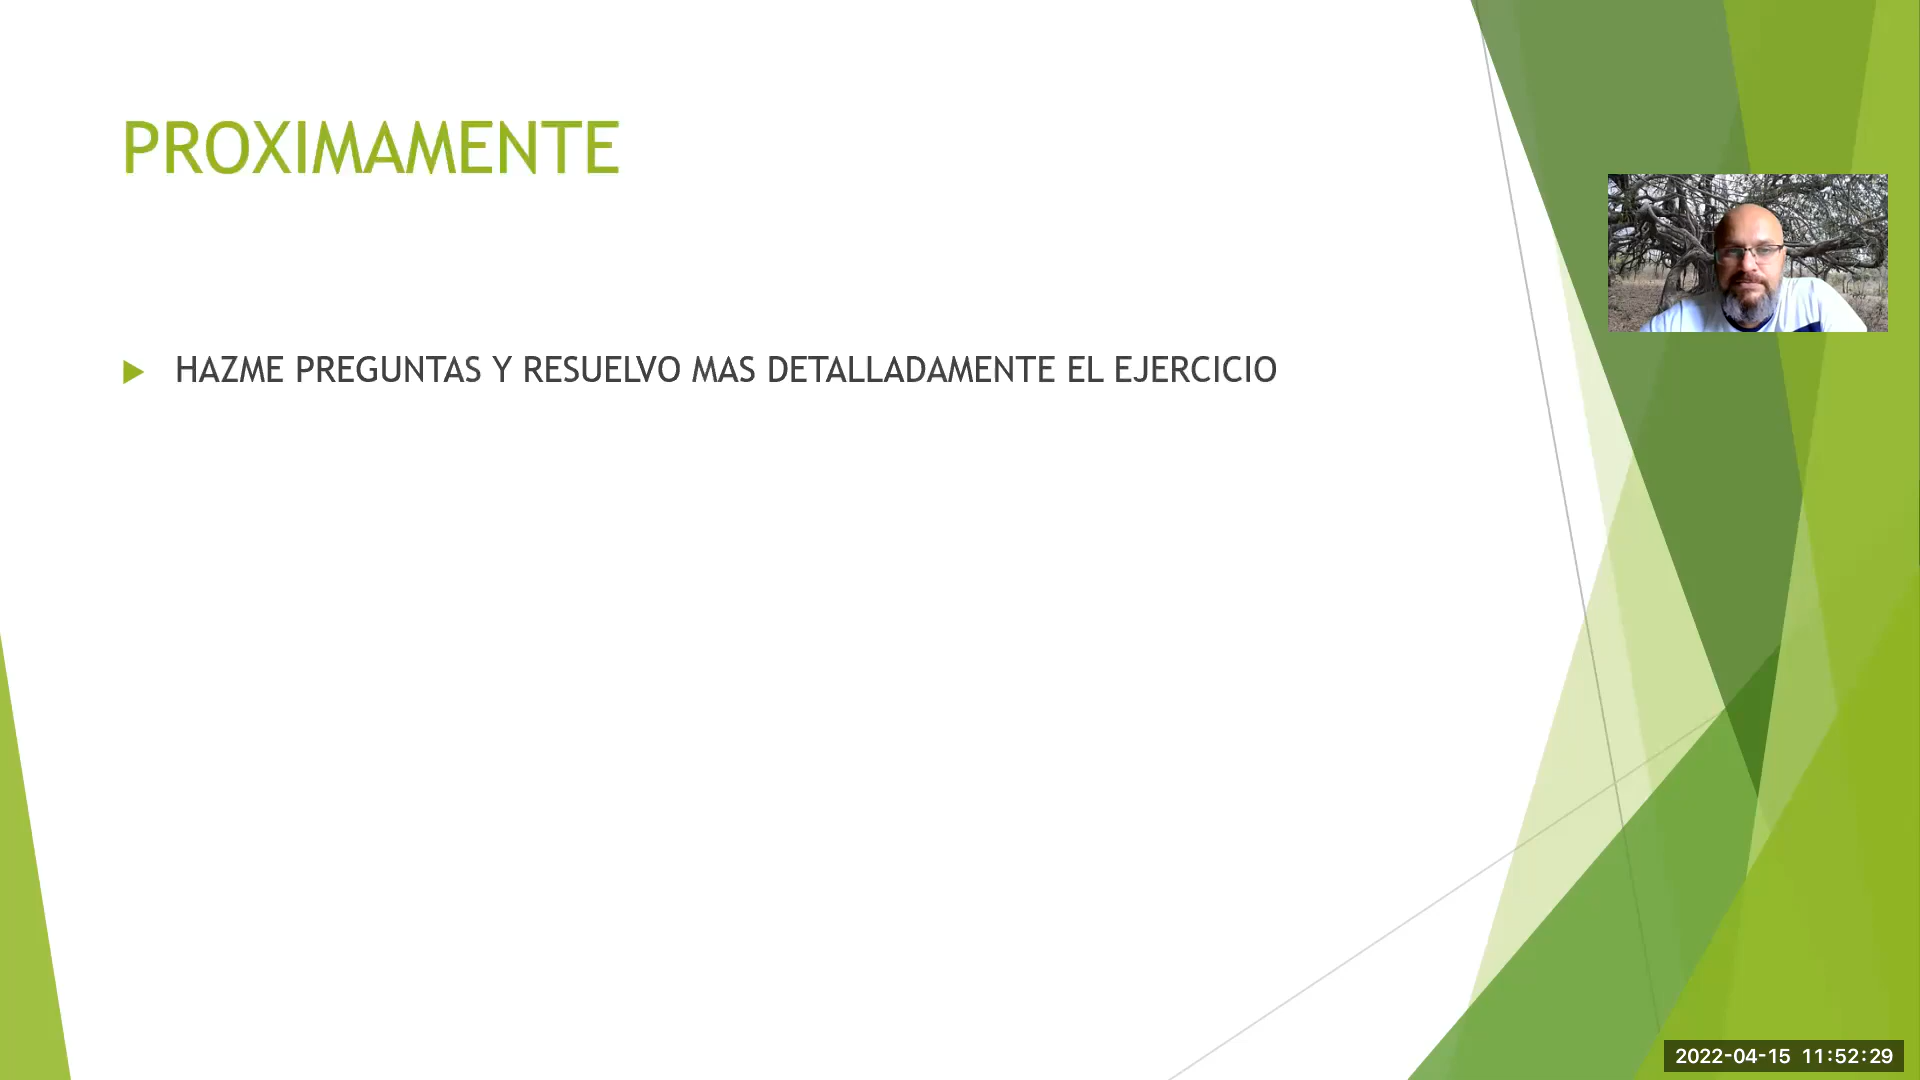 PROXIMAMENTE
HAZME PREGUNTAS Y RESUELVO MAS DETALLADAMENTE EL EJERCICIO
2022-04-15 11:52:29